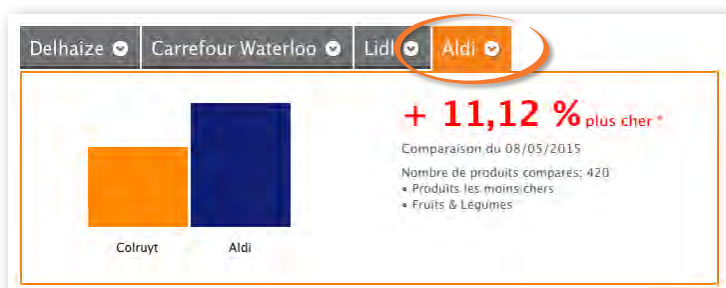 Delhaize Carrefour Waterloo Lidl Aldi
+ 11,12 % plus cher *
Comparaison du 08/05/2015
Nombre de produits comparés: 420
• Produits les moins chers
• Fruits & Légumes
Colruyt Aldi